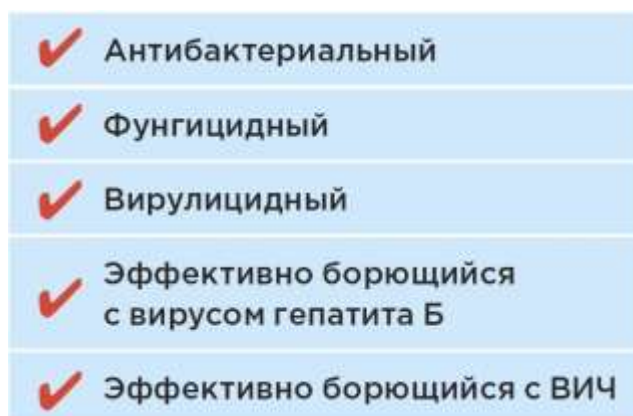 Антибактериальный
Фунгицидный
Вирулицидный
Эффективно борющийся
с вирусом гепатита Б
Эффективно борющийся с ВИЧ